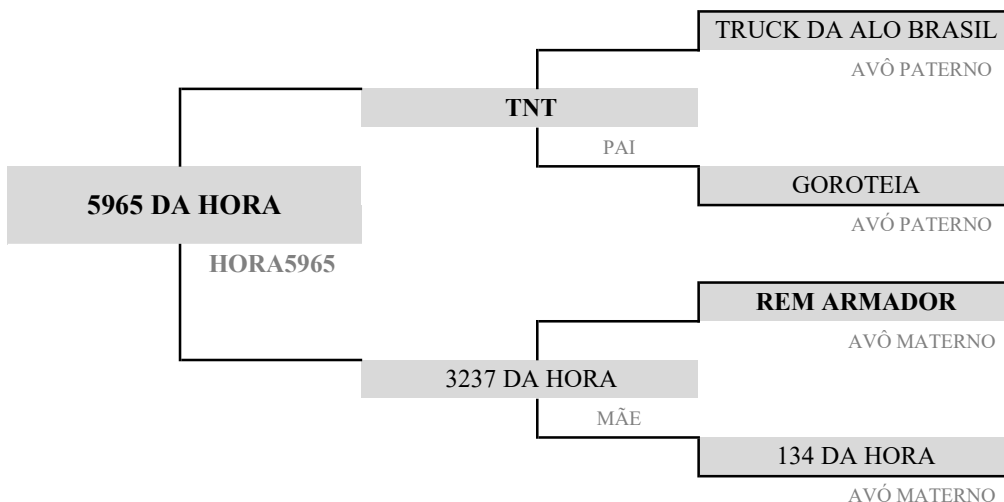 TRUCK DA ALO BRASIL
AVÔ PATERNO
TNT
PAI
GOROTEIA
AVÓ PATERNO
5965 DA HORA
HORA5965
REM ARMADOR
AVÔ MATERNO
3237 DA HORA
MÃE
134 DA HORA
AVÓ MATERNO